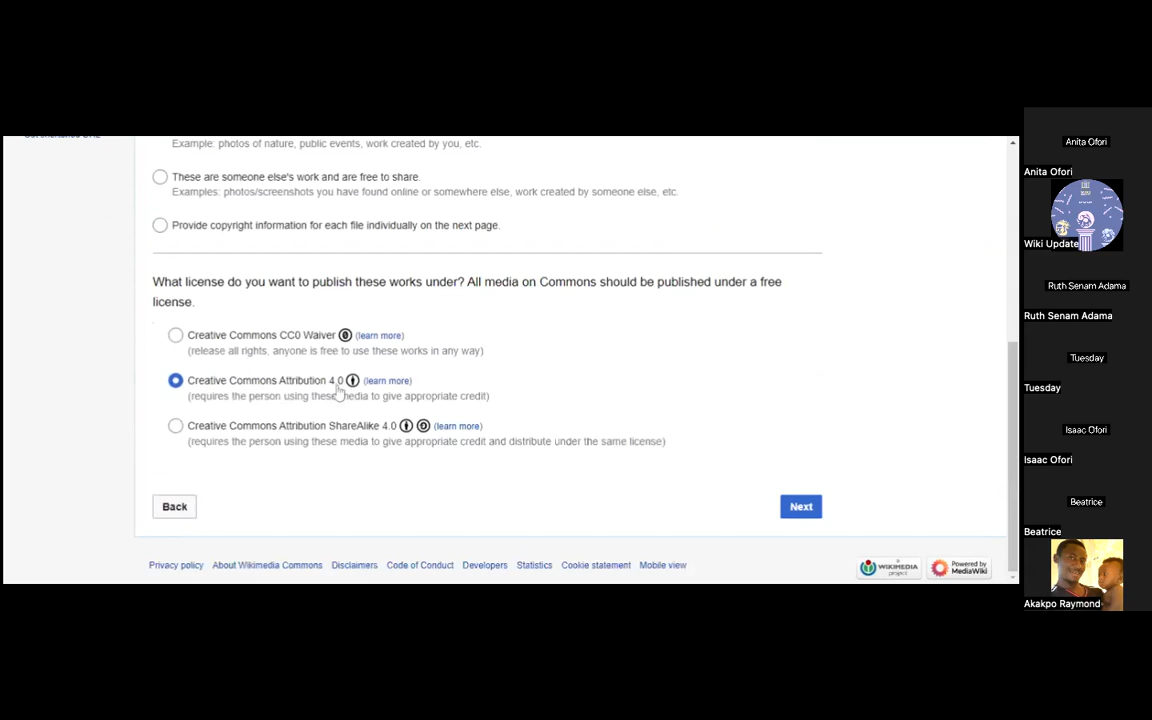 Example: photos of nature, public events, work created by you, etc.
These are someone else's work and are free to share.
Examples: photos/screenshots you have found online or somewhere else, work created by someone else, etc.
Provide copyright information for each file individually on the next page.
What license do you want to publish these works under? All media on Commons should be published under a free
license.
Creative Commons CC0 Waiver (learn more)
(release all rights, anyone is free to use these works in any way)
Creative Commons Attribution 4.0 (learn more)
(requires the person using these media to give appropriate credit)
Creative Commons Attribution ShareAlike 4.0 (learn more)
(requires the person using these media to give appropriate credit and distribute under the same license)
Back
Next
Privacy policy
About Wikimedia Commons
Disclaimers
Code of Conduct
Developers
Statistics
Cookie statement
Mobile view
A
WIKIMEDIA
project
Powered by
MediaWiki
Anita Ofori
Anita Ofori
Wiki Update
Ruth Senam Adama
Ruth Senam Adama
Tuesday
Tuesday
Isaac Ofori
Isaac Ofori
Beatrice
Beatrice
Akakpo Raymond